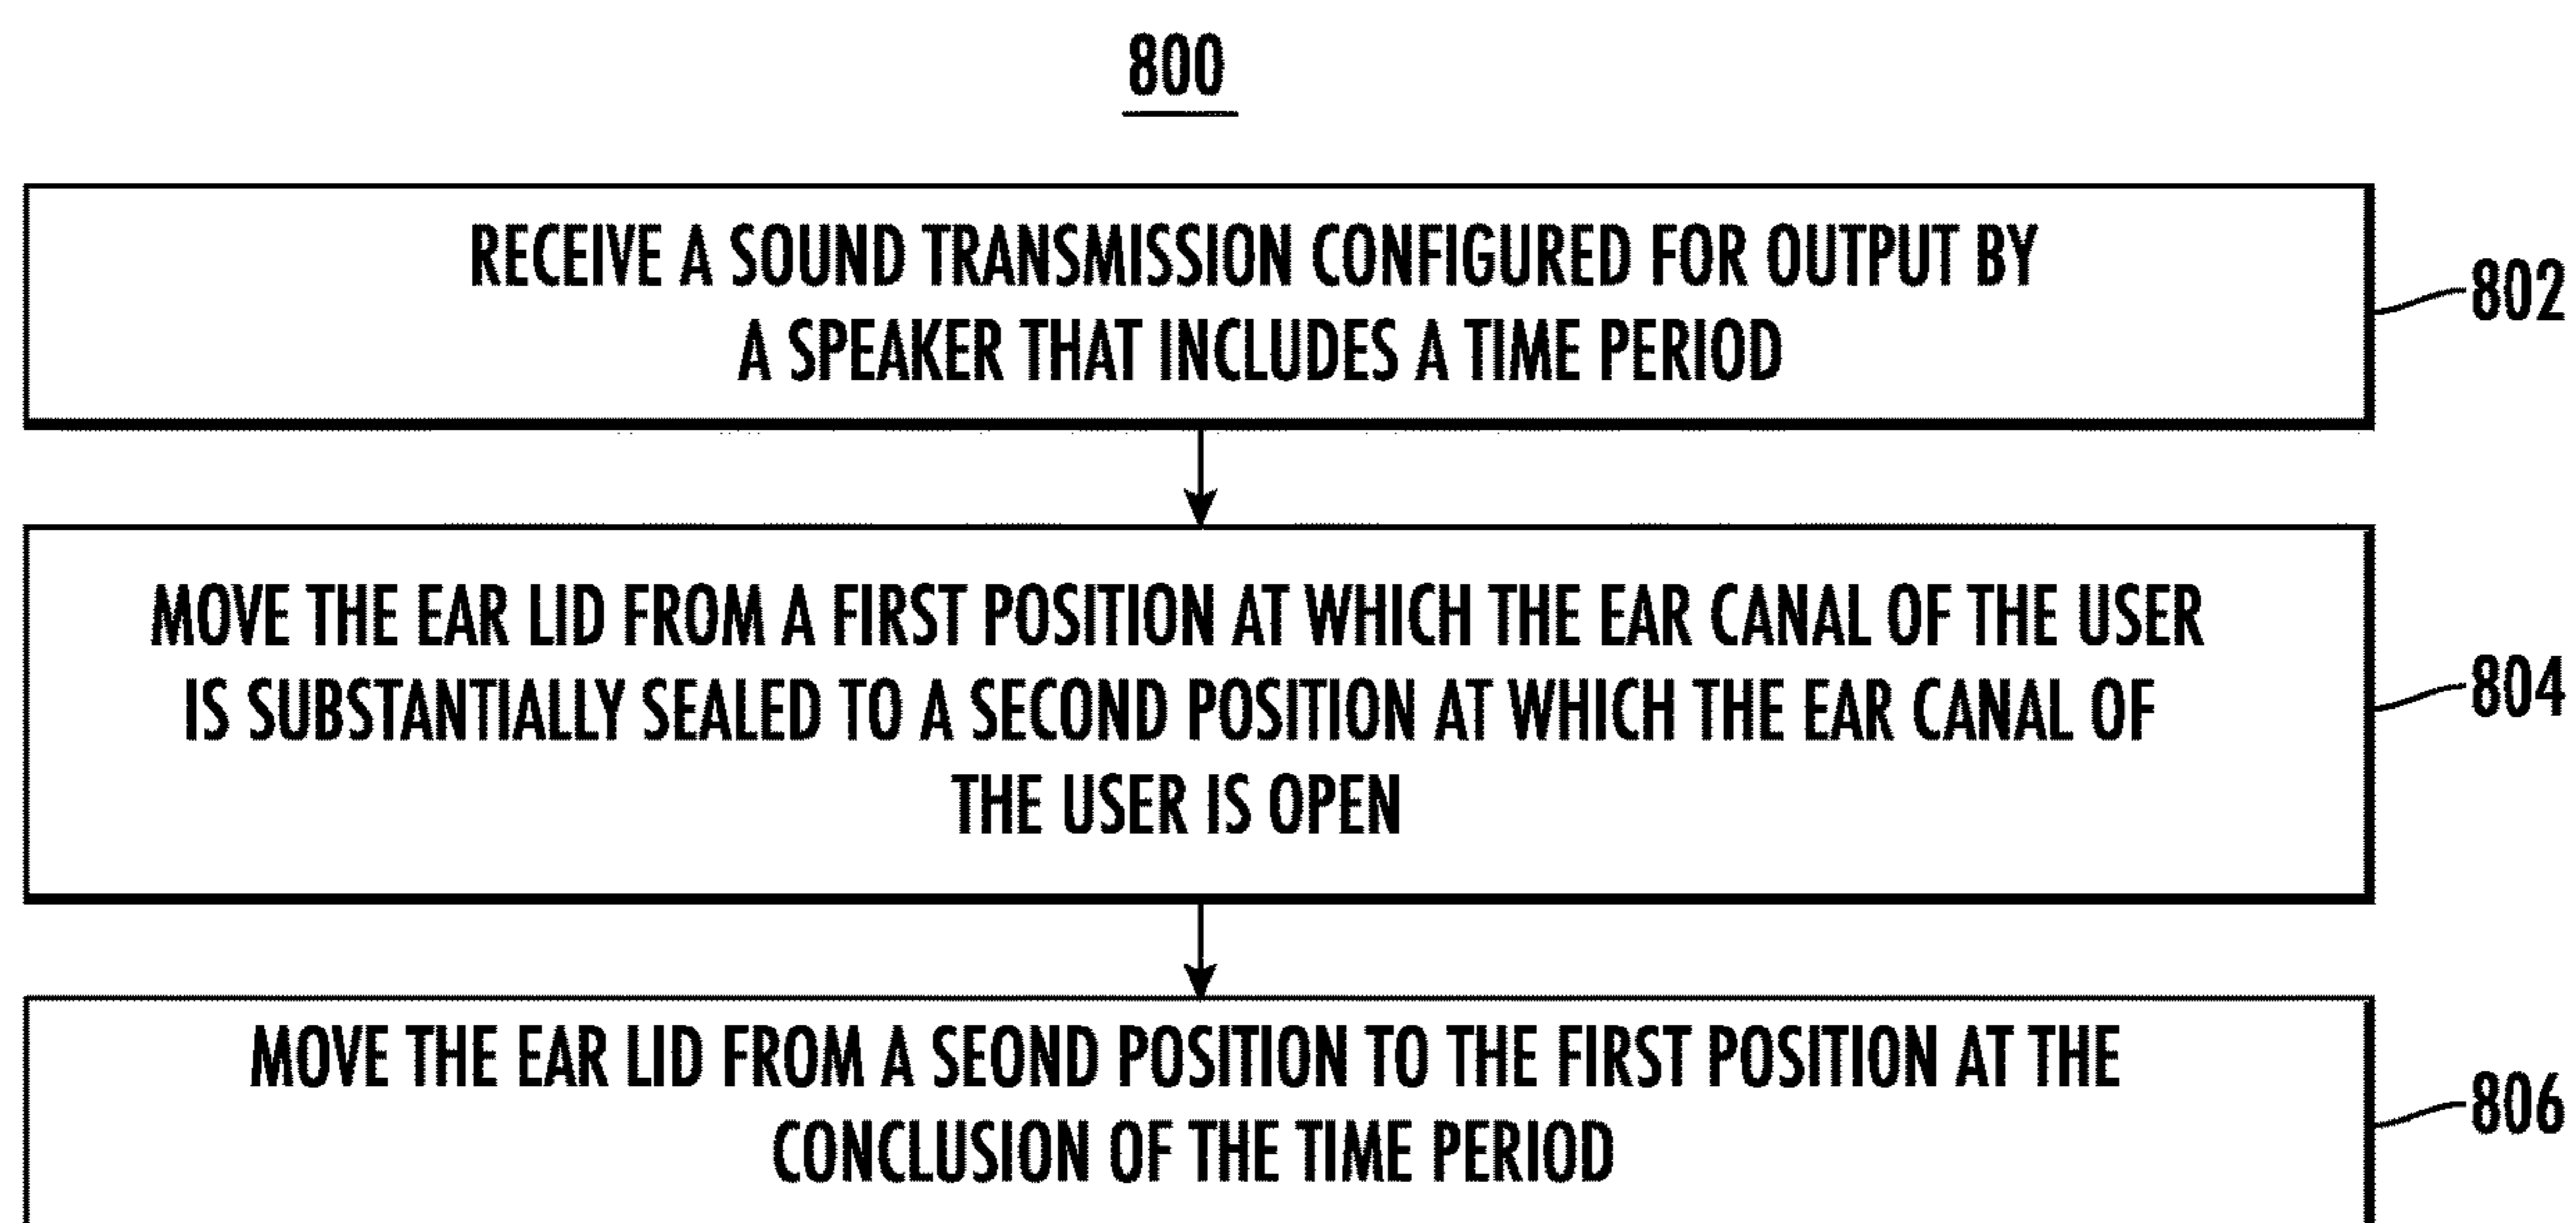 800
RECEIVE A SOUND TRANSMISSION CONFIGURED FOR OUTPUT BY
A SPEAKER THAT INCLUDES A TIME PERIOD
802
MOVE THE EAR LID FROM A FIRST POSITION AT WHICH THE EAR CANAL OF THE USER
IS SUBSTANTIALLY SEALED TO A SECOND POSITION AT WHICH THE EAR CANAL OF
THE USER IS OPEN
804
MOVE THE EAR LID FROM A SEOND POSITION TO THE FIRST POSITION AT THE
CONCLUSION OF THE TIME PERIOD
806